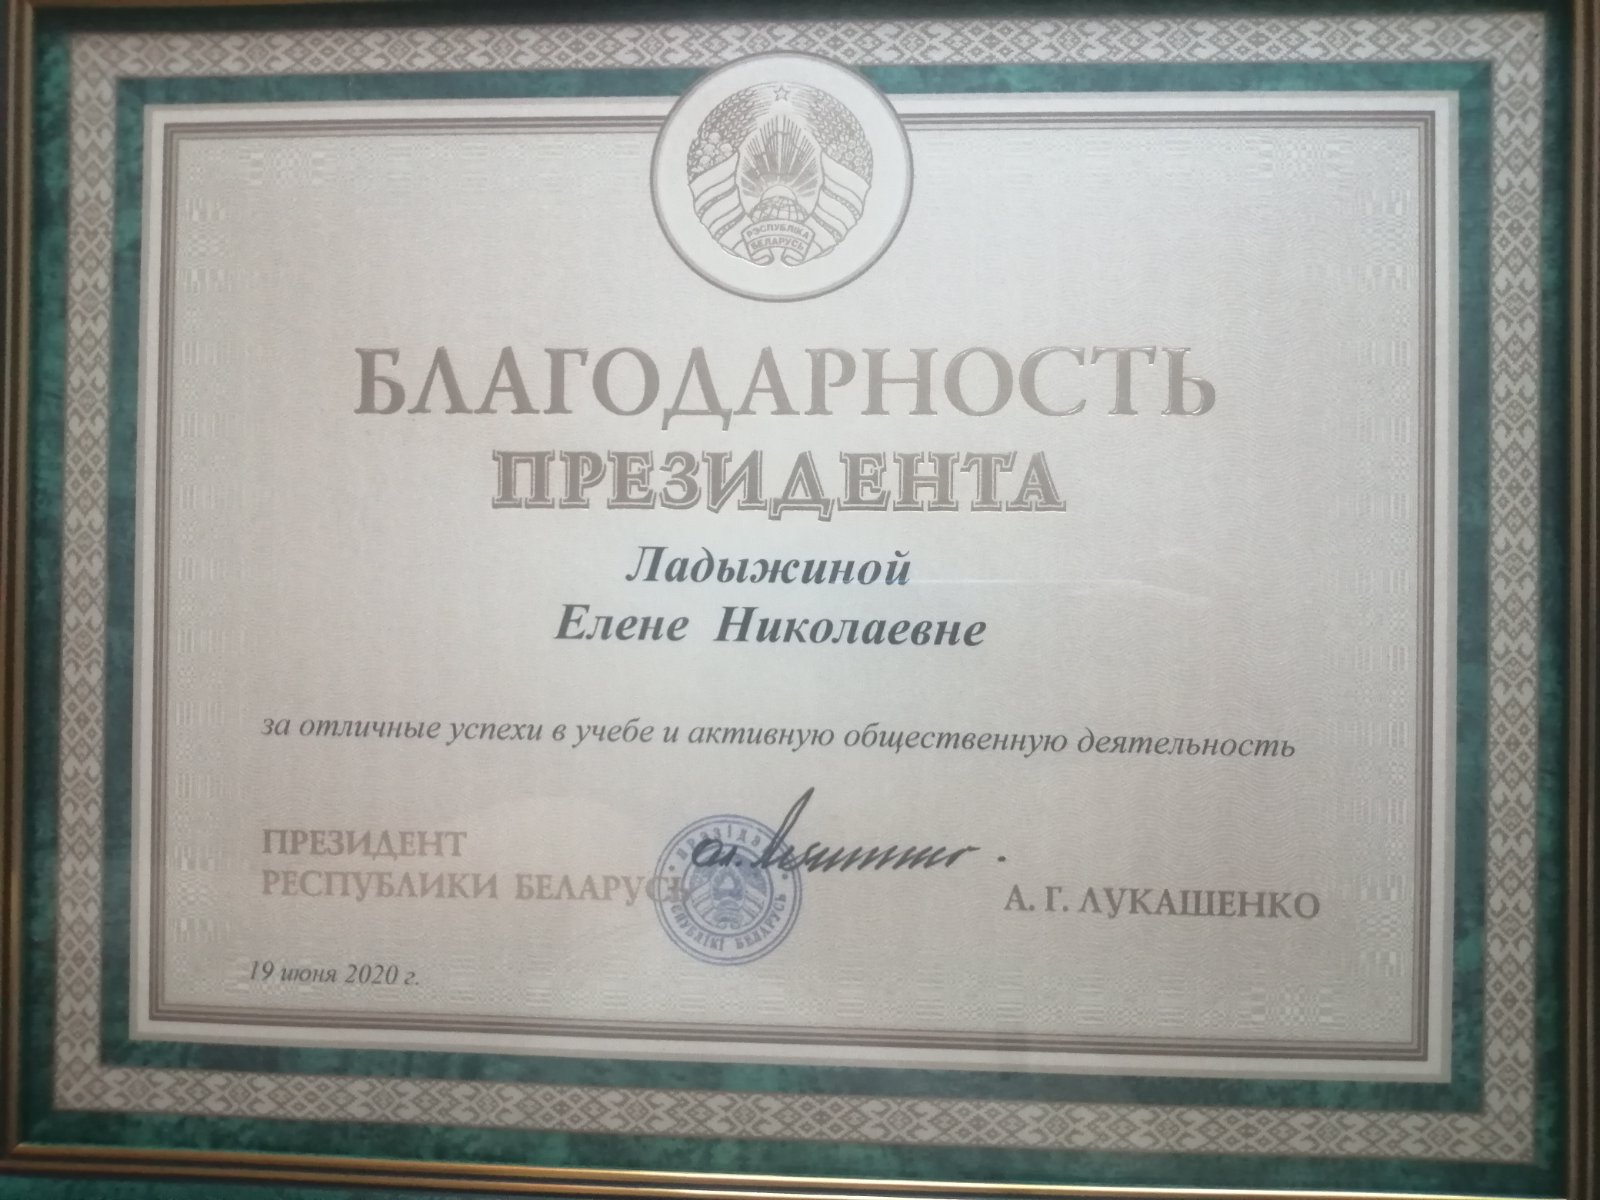 РЭСПУБЛІКА
БЕЛАРУСЬ
БЛАГОДАРНОСТЬ
ПРЕЗИДЕНТА
Ладыжиной
Елене Николаевне
за отличные успехи в учебе и активную общественную деятельность
ПРЕЗИДЕНТ
РЕСПУБЛИКИ БЕЛАРУСЬ
А. Г. ЛУКАШЕНКО
19 июня 2020 г.